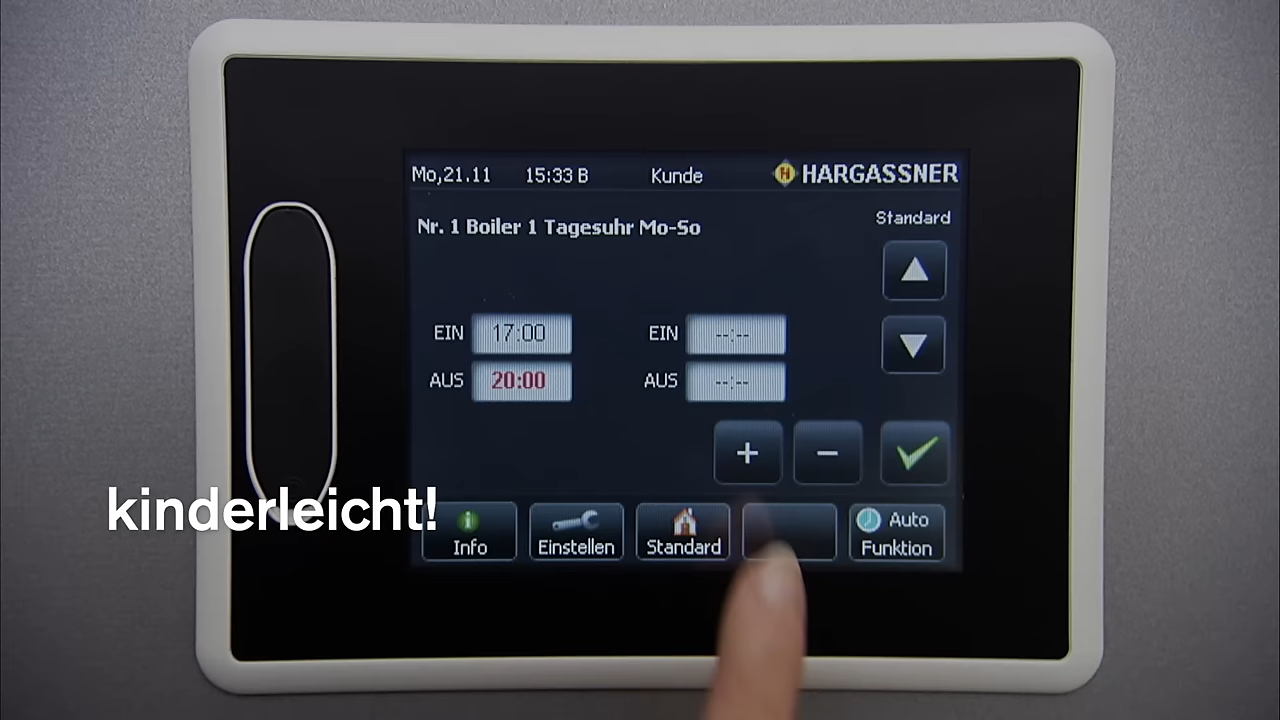 Mo,21.11 15:33 B Kunde HARGASSNER
Nr. 1 Boiler 1 Tagesuhr Mo-So
Standard
EIN 17:00 EIN --:--
AUS 20:00 AUS --:--
+ −
kinderleicht!
Info
Einstellen
Standard
Auto
Funktion